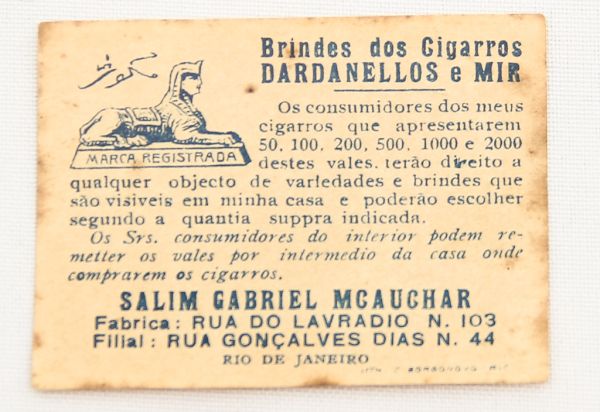 Brindes dos Cigarros
DARDANELLOS e MIR
Os consumidores dos meus
cigarros que apresentarem
50, 100, 200, 500, 1000 e 2000
destes vales, terão direito a
MARCA REGISTRADA
qualquer objecto de variedades e brindes que
são visiveis em minha casa e poderão escolher
segundo a quantia suppra indicada.
Os Srs. consumidores do interior podem re-
metter os vales por intermedio da casa onde
comprarem os cigarros.
SALIM GABRIEL MCAUCHAR
Fabrica: RUA DO LAVRADIO N. 103
Filial: RUA GONÇALVES DIAS N. 44
RIO DE JANEIRO